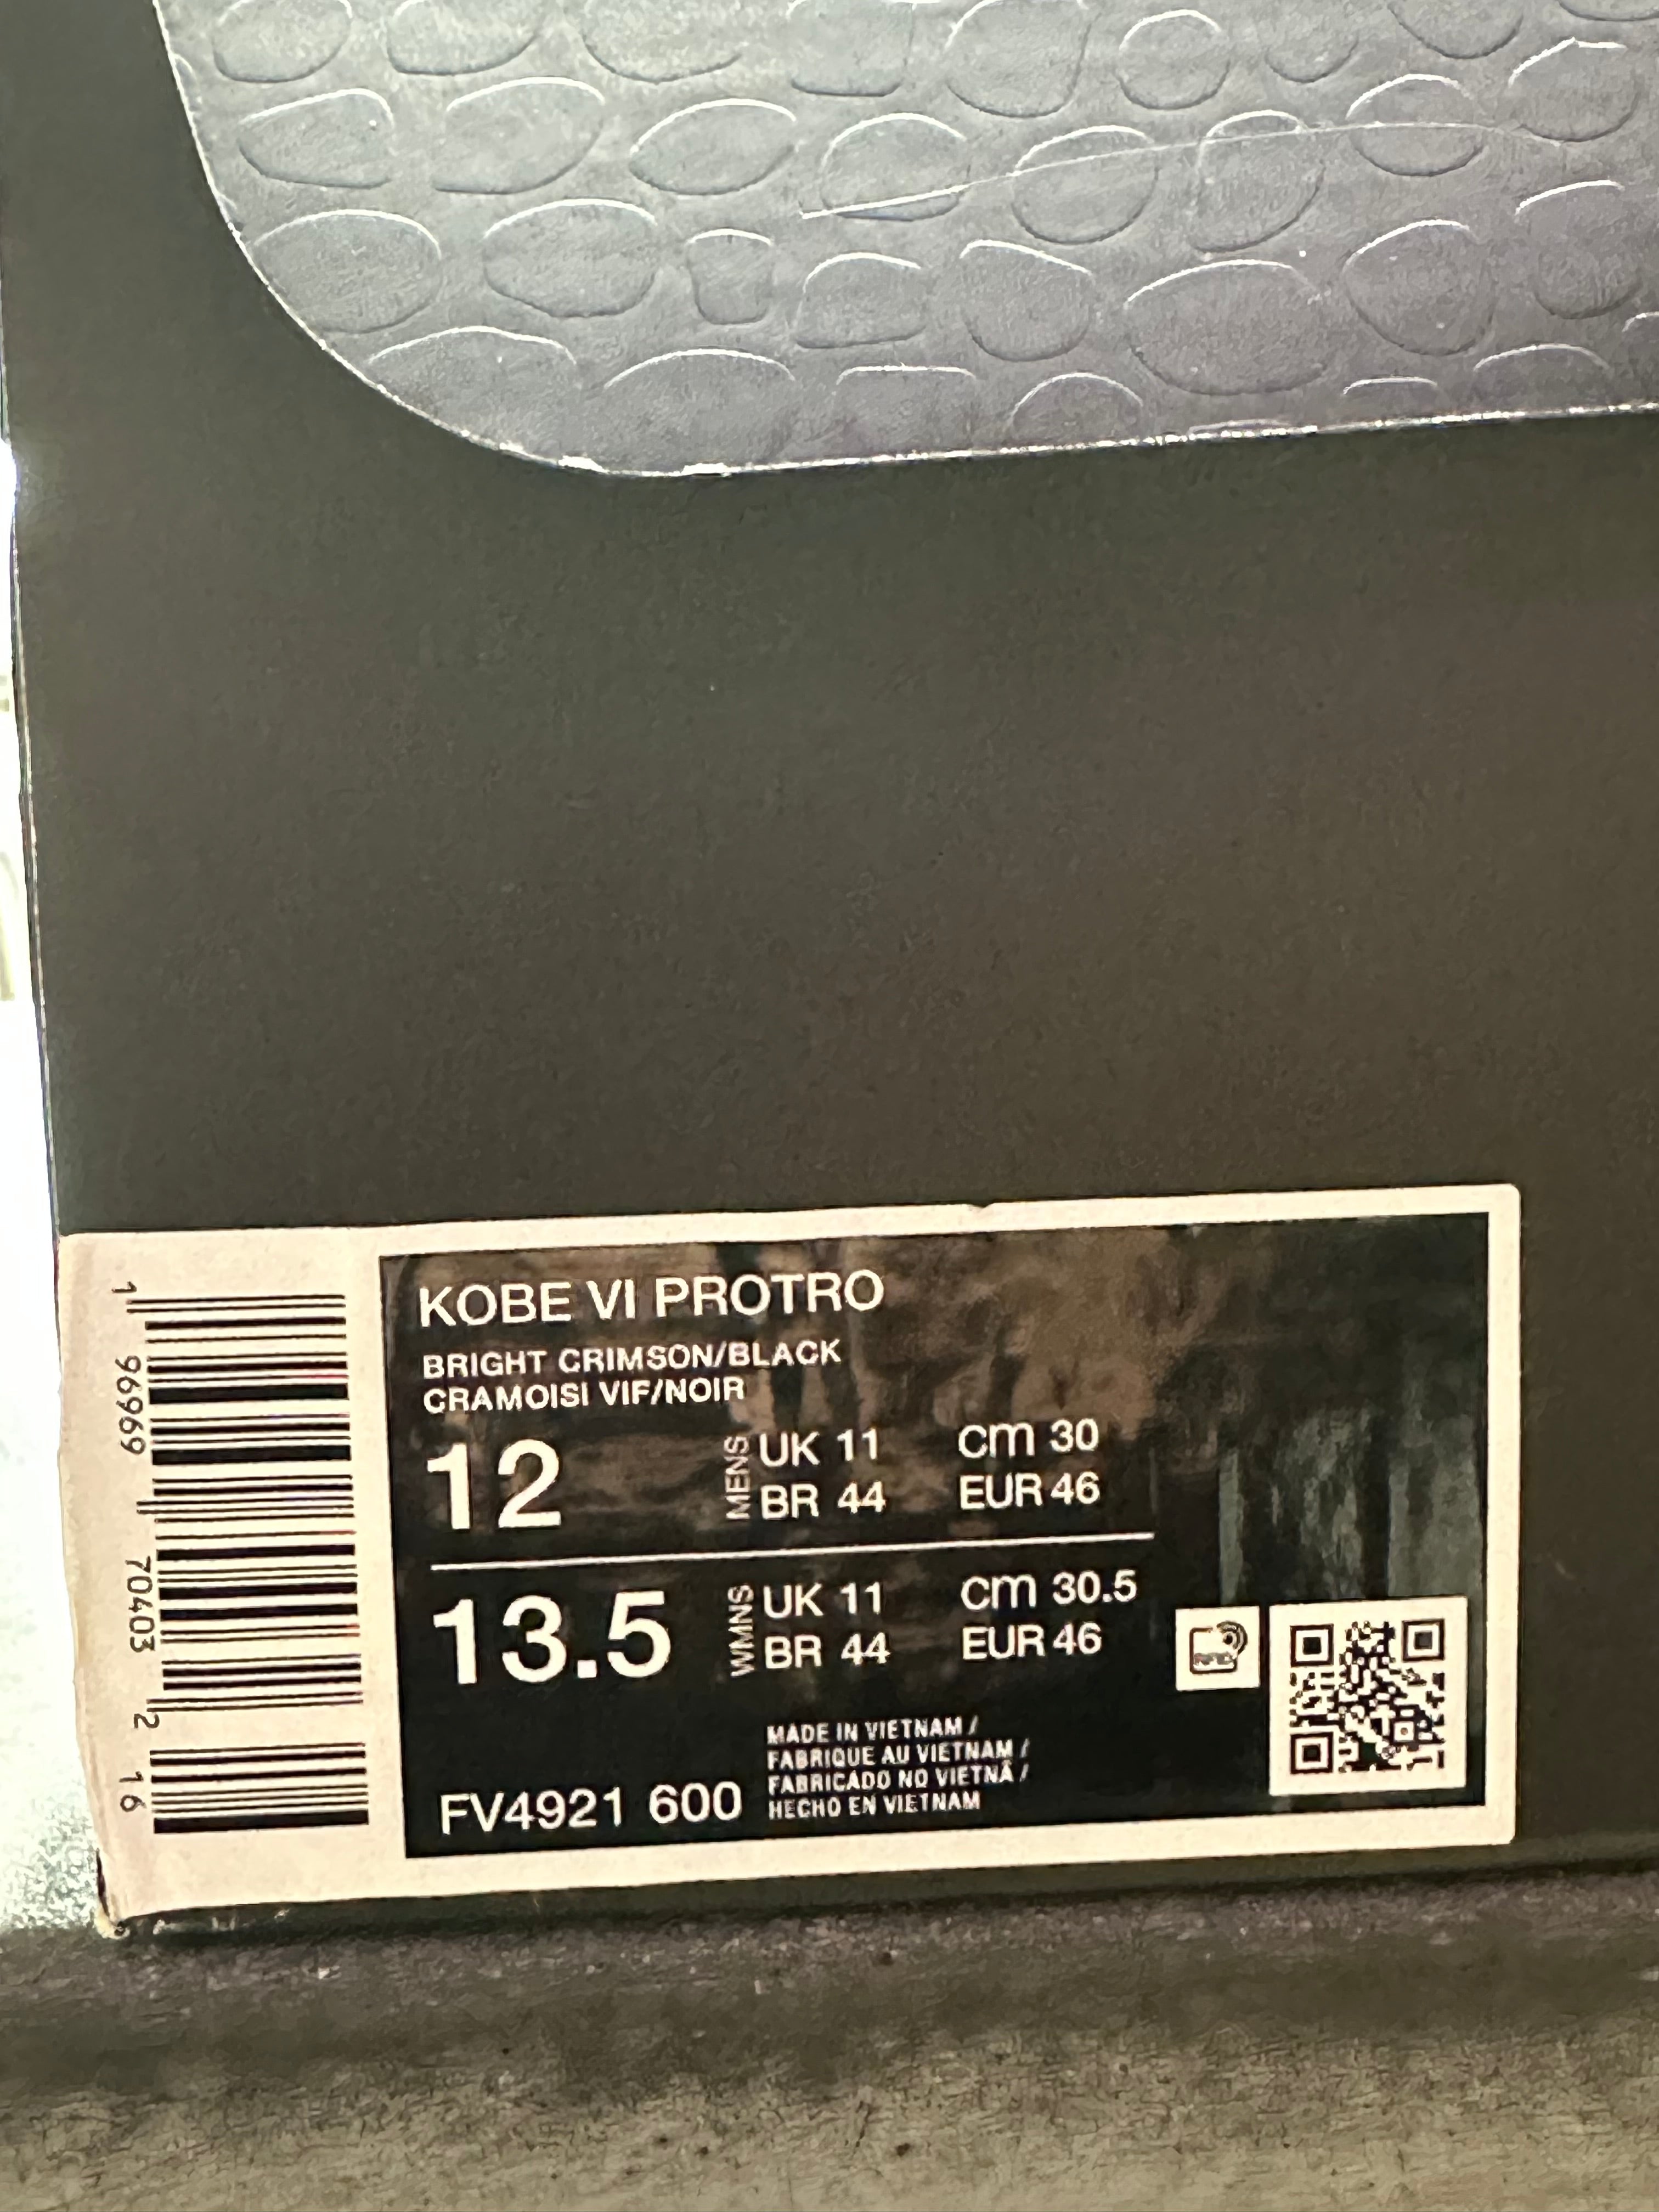 KOBE VI PROTRO
BRIGHT CRIMSON/BLACK
CRAMOISI VIF/NOIR
12 MENS UK 11 cm 30
BR 44 EUR 46
13.5 WMNS UK 11 cm 30.5
BR 44 EUR 46
MADE IN VIETNAM /
FABRIQUE AU VIETNAM /
FABRICADO NO VIETNÃ /
HECHO EN VIETNAM
FV4921 600
RFID
1 96969 70403 2 16